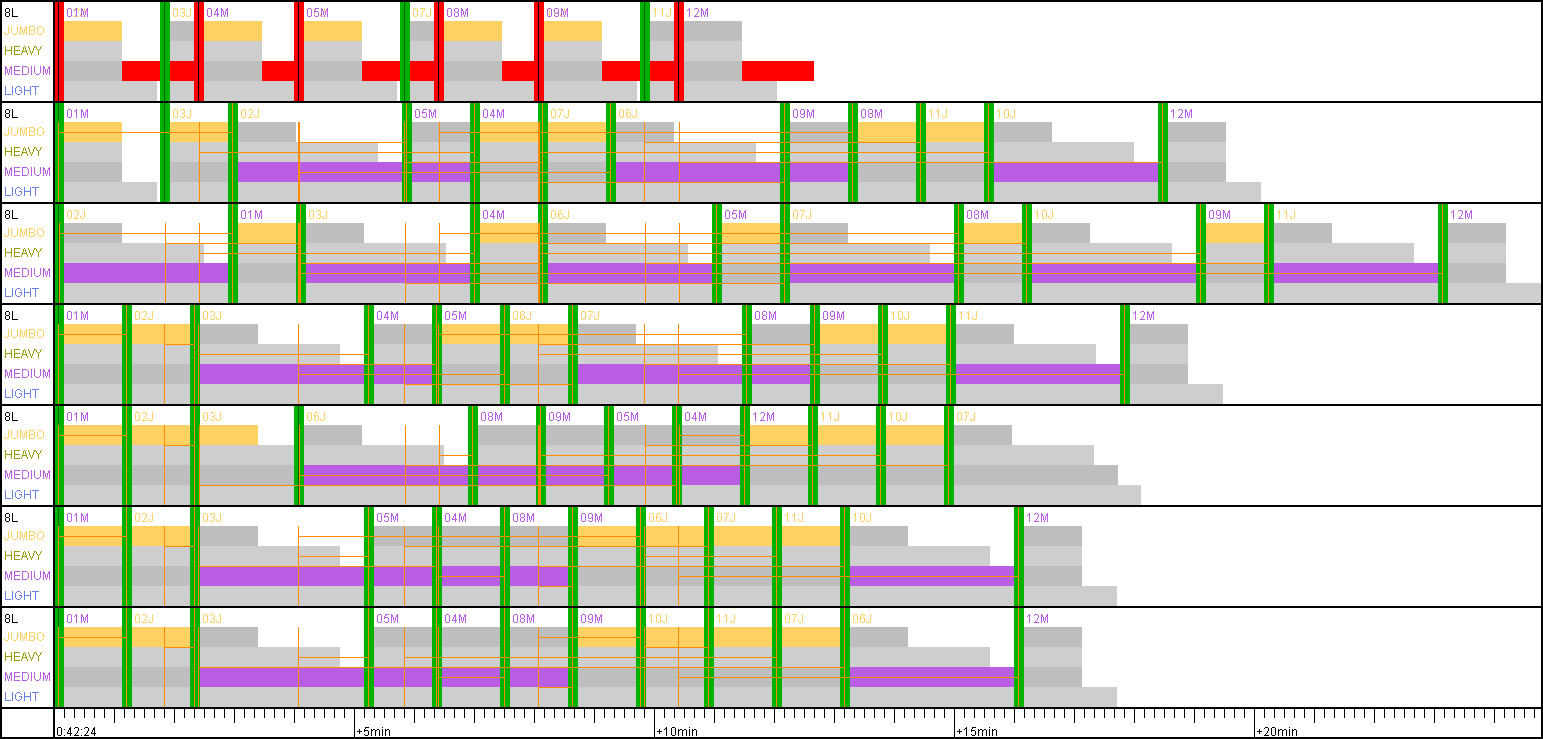 8L 01M 03J 04M 05M 07J 08M 09M 11J 12M
JUMBO
HEAVY
MEDIUM
LIGHT
8L 01M 03J 02J 05M 04M 07J 06J 09M 08M 11J 10J 12M
JUMBO
HEAVY
MEDIUM
LIGHT
8L 02J 01M 03J 04M 06J 05M 07J 08M 10J 09M 11J 12M
JUMBO
HEAVY
MEDIUM
LIGHT
8L 01M 02J 03J 04M 05M 06J 07J 08M 09M 10J 11J 12M
JUMBO
HEAVY
MEDIUM
LIGHT
8L 01M 02J 03J 06J 08M 09M 05M 04M 12M 11J 10J 07J
JUMBO
HEAVY
MEDIUM
LIGHT
8L 01M 02J 03J 05M 04M 08M 09M 06J 07J 11J 10J 12M
JUMBO
HEAVY
MEDIUM
LIGHT
8L 01M 02J 03J 05M 04M 08M 09M 10J 11J 07J 06J 12M
JUMBO
HEAVY
MEDIUM
LIGHT
0:42:24 +5min +10min +15min +20min